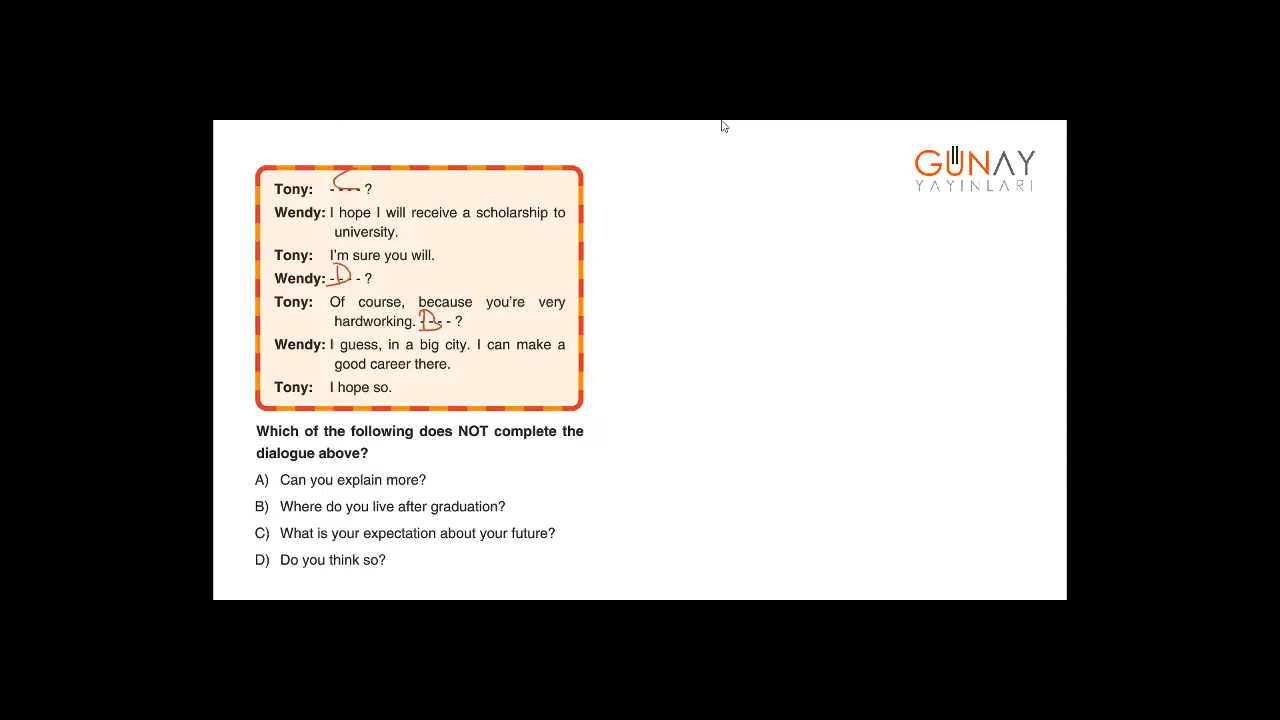 GÜNAY
YAYINLARI
Tony: - - - - ?
C
Wendy: I hope I will receive a scholarship to
university.
Tony: I'm sure you will.
Wendy: - - - - ?
D
Tony: Of course, because you're very
hardworking. - - - - ?
B
Wendy: I guess, in a big city. I can make a
good career there.
Tony: I hope so.
Which of the following does NOT complete the
dialogue above?
A) Can you explain more?
B) Where do you live after graduation?
C) What is your expectation about your future?
D) Do you think so?